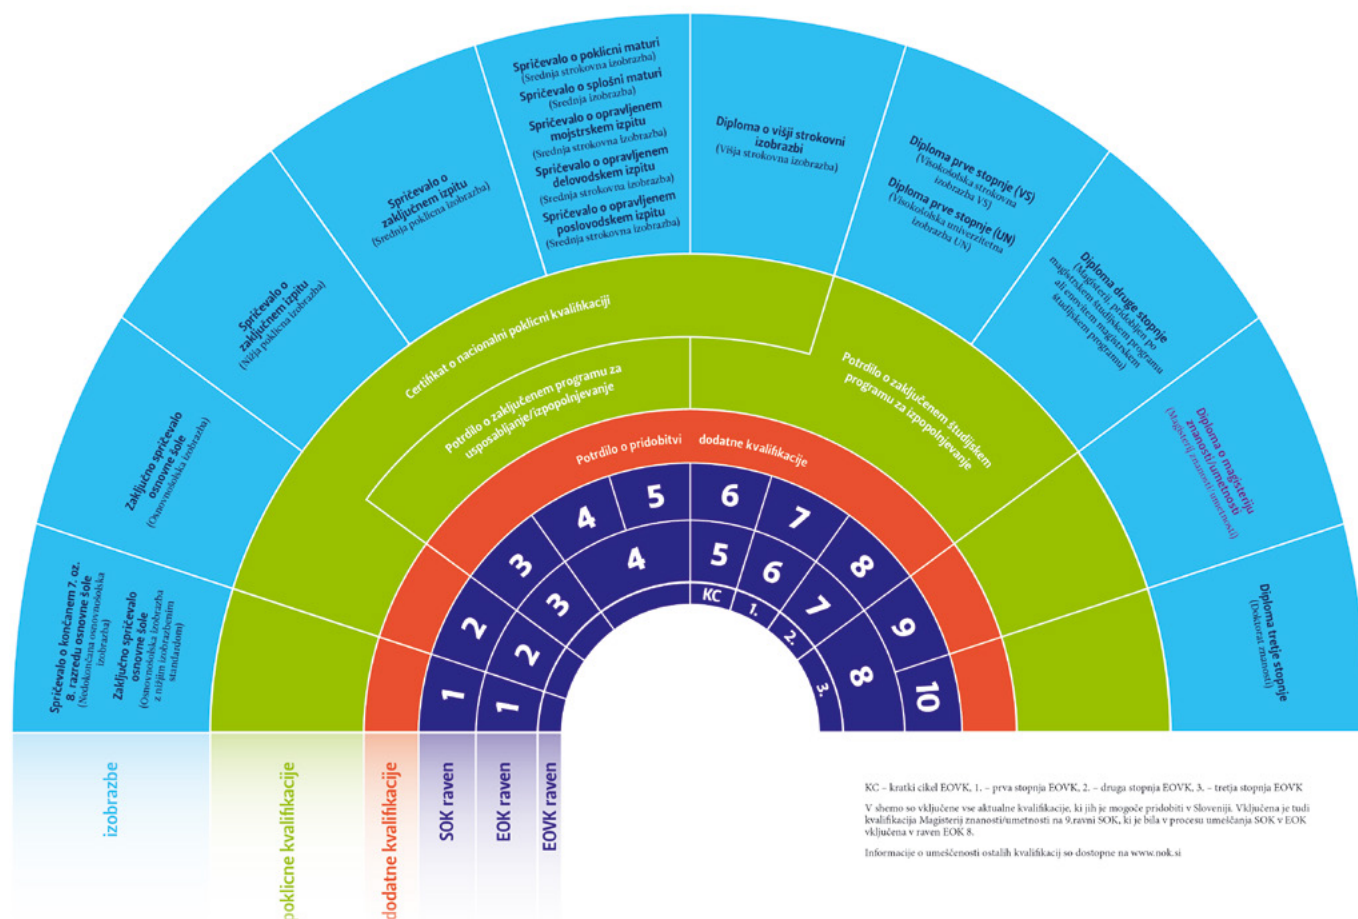 Spričevalo o končanem 7. oz.
8. razredu osnovne šole
(Nedokončana osnovnošolska
izobrazba)
Zaključno spričevalo
osnovne šole
(Osnovnošolska izobrazba
z nižjim izobrazbenim
standardom)
Zaključno spričevalo
osnovne šole
(Osnovnošolska izobrazba)
Spričevalo o
zaključnem izpitu
(Nižja poklicna izobrazba)
Spričevalo o
zaključnem izpitu
(Srednja poklicna izobrazba)
Spričevalo o poklicni maturi
(Srednja strokovna izobrazba)
Spričevalo o splošni maturi
(Srednja izobrazba)
Spričevalo o opravljenem
mojstrskem izpitu
(Srednja strokovna izobrazba)
Spričevalo o opravljenem
delovodskem izpitu
(Srednja strokovna izobrazba)
Spričevalo o opravljenem
poslovodskem izpitu
(Srednja strokovna izobrazba)
Diploma o višji strokovni
izobrazbi
(Višja strokovna izobrazba)
Diploma prve stopnje (VS)
(Visokošolska strokovna
izobrazba VS)
Diploma prve stopnje (UN)
(Visokošolska univerzitetna
izobrazba UN)
Diploma druge stopnje
(Magisterij, pridobljen po
magistrskem študijskem programu
ali enovitem magistrskem
študijskem programu)
Diploma o magisteriju
znanosti/umetnosti
(Magisterij znanosti/umetnosti)
Diploma tretje stopnje
(Doktorat znanosti)
Certifikat o nacionalni poklicni kvalifikaciji
Potrdilo o zaključenem programu za
usposabljanje/izpopolnjevanje
Potrdilo o zaključenem študijskem
programu za izpopolnjevanje
Potrdilo o pridobitvi dodatne kvalifikacije
1 2 3 4 5 6 7 8 9 10
1 2 3 4 5 6 7 8
KC 1. 2. 3.
izobrazbe
poklicne kvalifikacije
dodatne kvalifikacije
SOK raven
EOK raven
EOVK raven
KC – kratki cikel EOVK, 1. – prva stopnja EOVK, 2. – druga stopnja EOVK, 3. – tretja stopnja EOVK
V shemo so vključene vse aktualne kvalifikacije, ki jih je mogoče pridobiti v Sloveniji. Vključena je tudi
kvalifikacija Magisterij znanosti/umetnosti na 9.ravni SOK, ki je bila v procesu umeščanja SOK v EOK
vključena v raven EOK 8.
Informacije o umeščenosti ostalih kvalifikacij so dostopne na www.nok.si